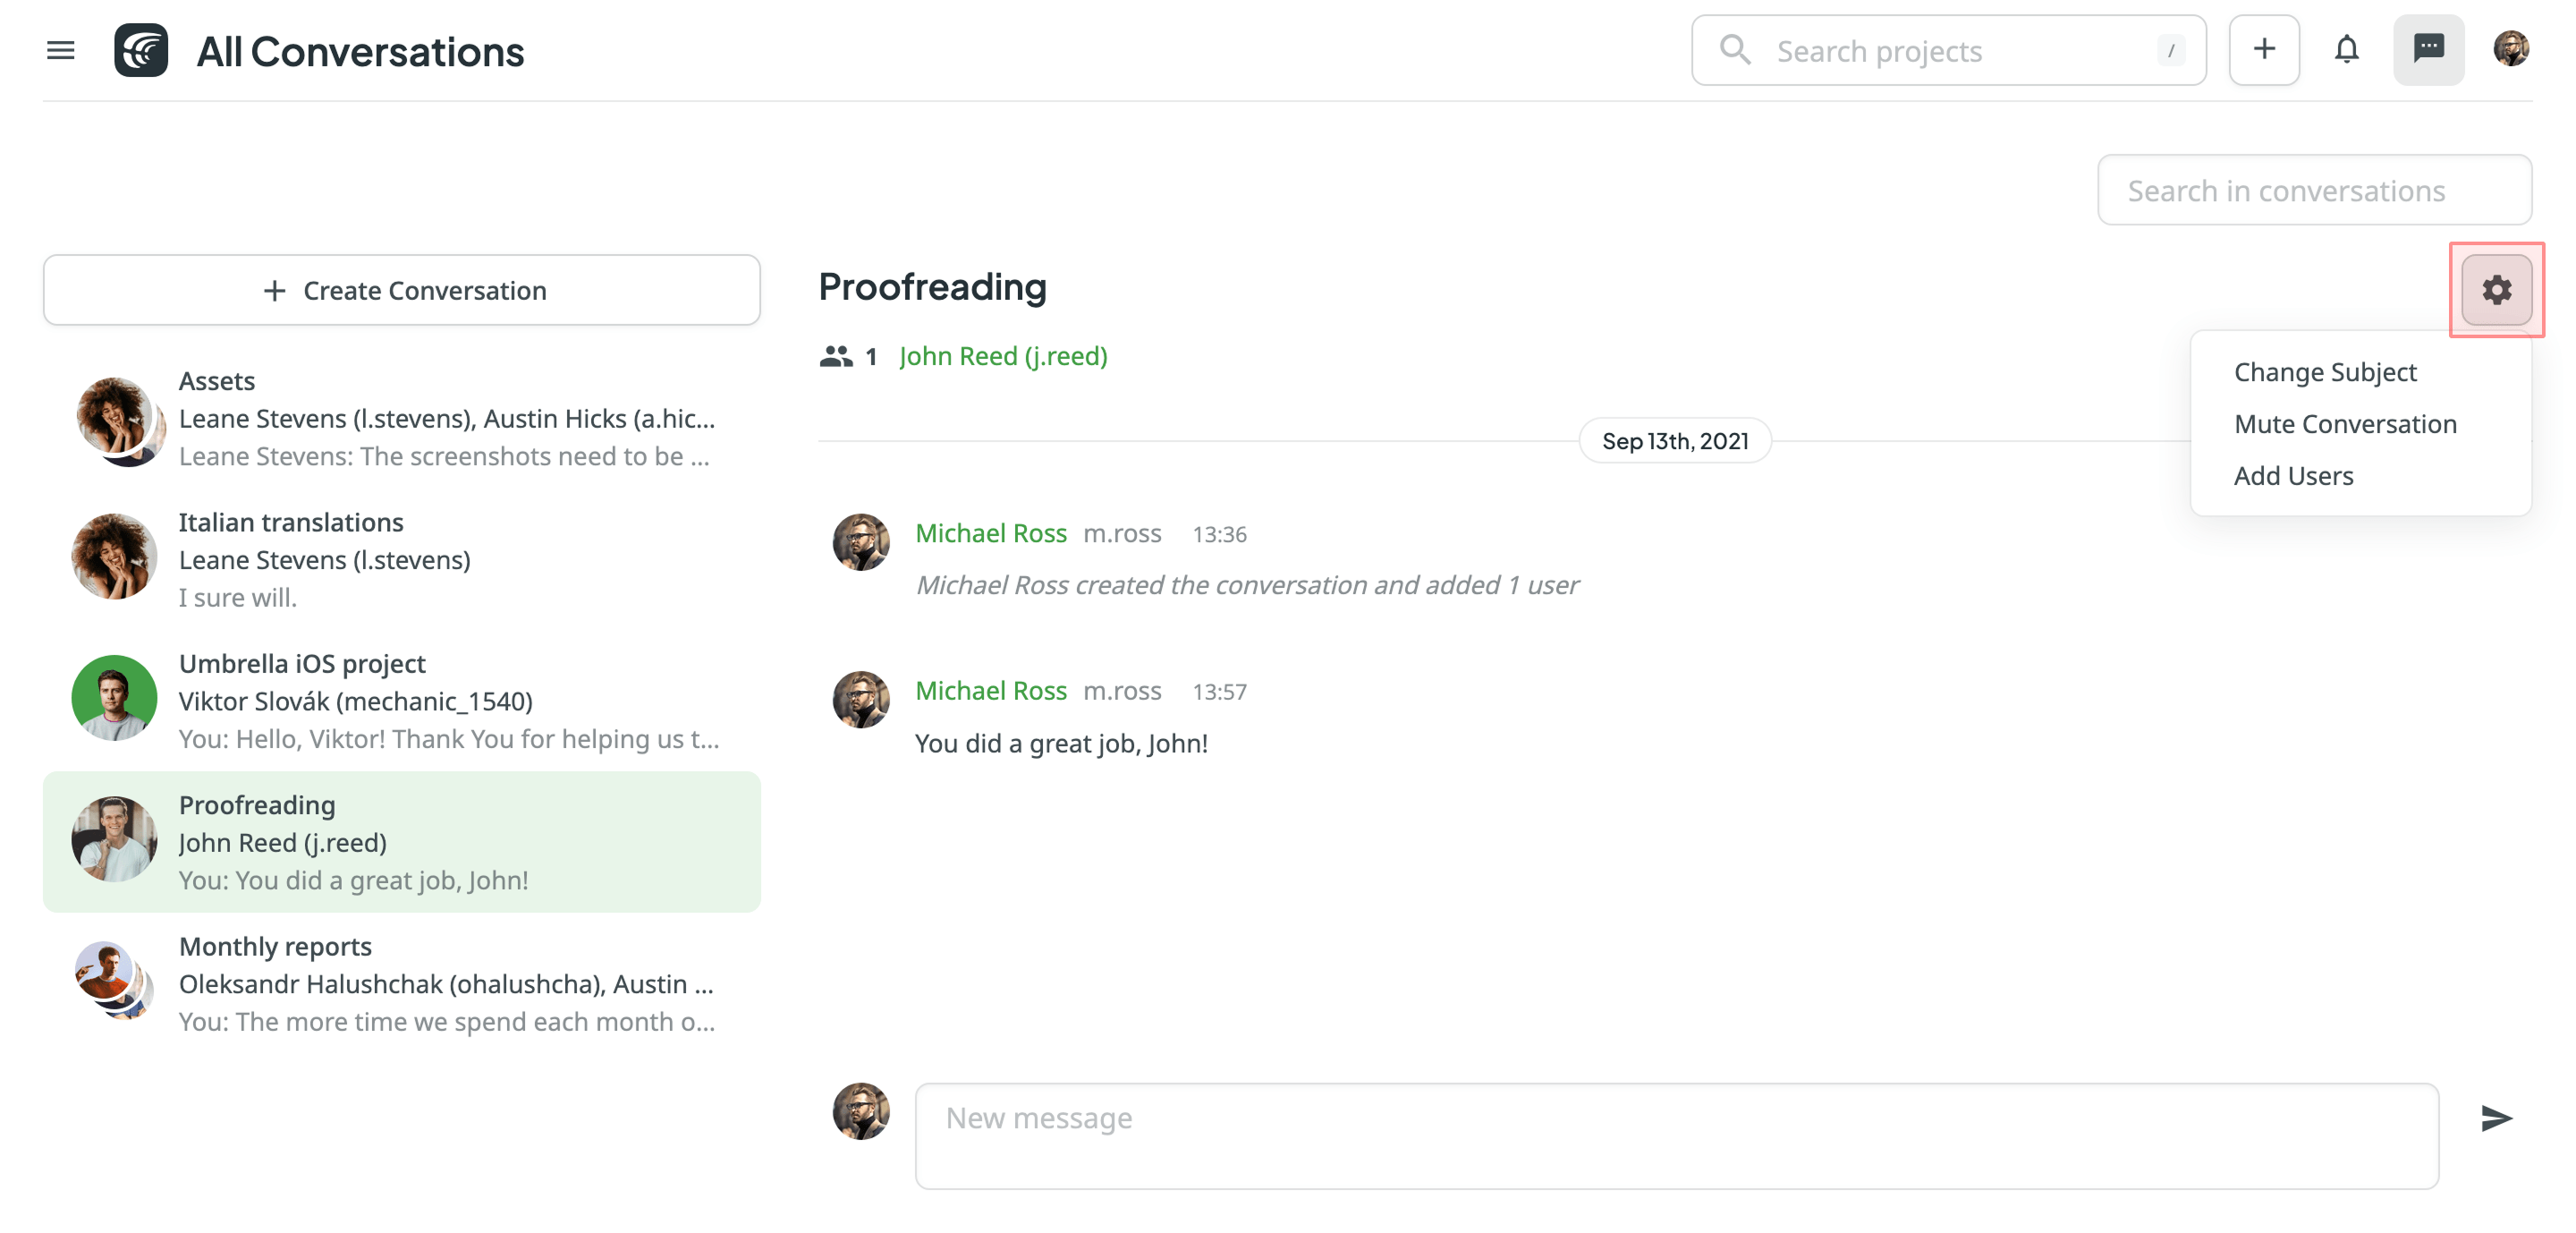 All Conversations
Search projects /
Search in conversations
Create Conversation
Assets
Leane Stevens (l.stevens), Austin Hicks (a.hic...
Leane Stevens: The screenshots need to be ...
Italian translations
Leane Stevens (l.stevens)
I sure will.
Umbrella iOS project
Viktor Slovák (mechanic_1540)
You: Hello, Viktor! Thank You for helping us t...
Proofreading
John Reed (j.reed)
You: You did a great job, John!
Monthly reports
Oleksandr Halushchak (ohalushcha), Austin ...
You: The more time we spend each month o...
Proofreading
1 John Reed (j.reed)
Change Subject
Mute Conversation
Add Users
Sep 13th, 2021
Michael Ross m.ross 13:36
Michael Ross created the conversation and added 1 user
Michael Ross m.ross 13:57
You did a great job, John!
New message